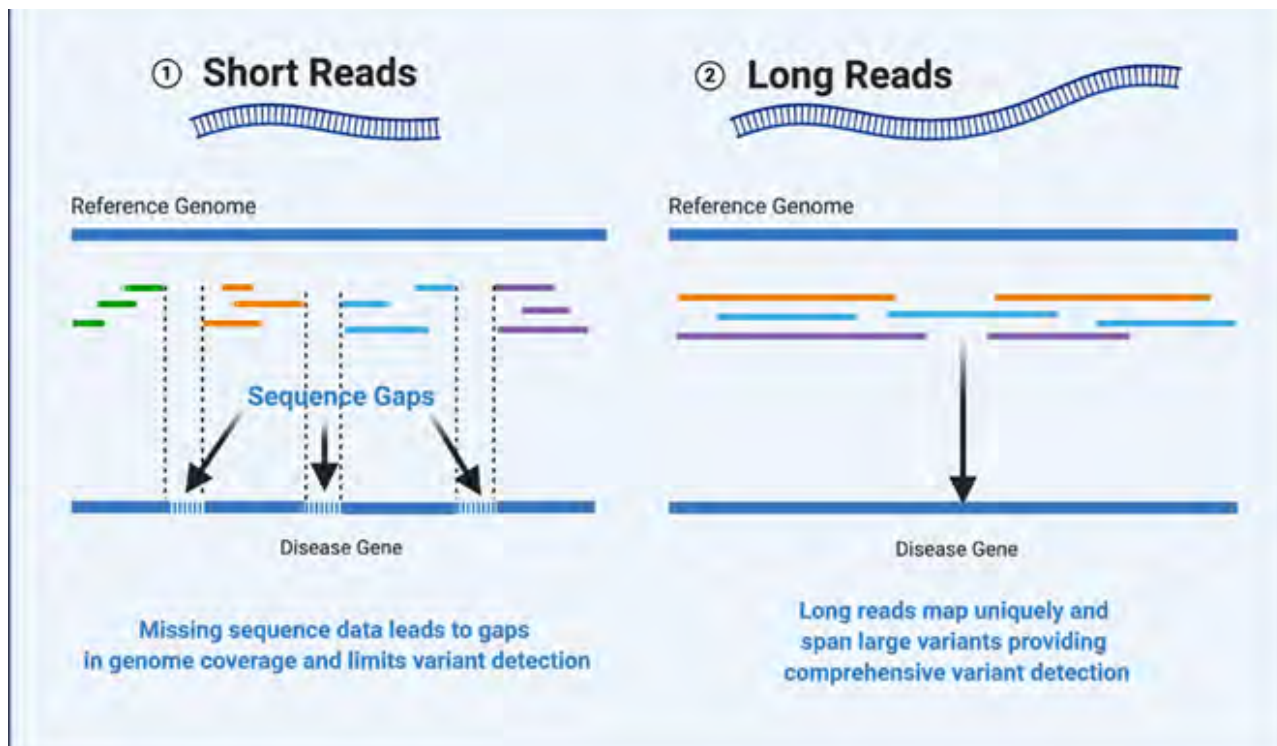 ① Short Reads
Reference Genome
Sequence Gaps
Disease Gene
Missing sequence data leads to gaps
in genome coverage and limits variant detection
② Long Reads
Reference Genome
Disease Gene
Long reads map uniquely and
span large variants providing
comprehensive variant detection